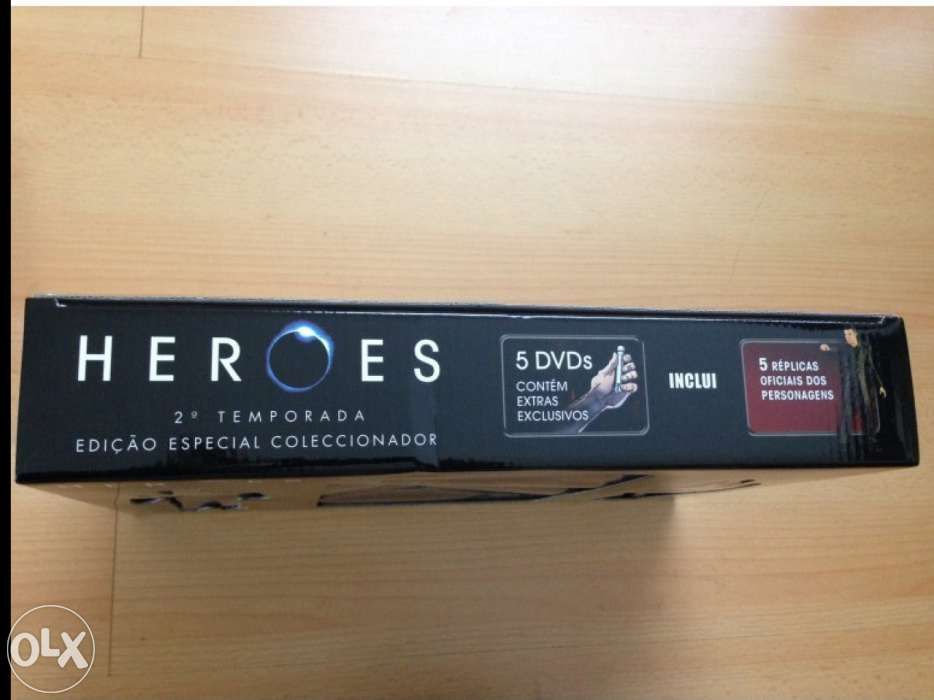 HEROES
2º TEMPORADA
EDIÇÃO ESPECIAL COLECCIONADOR
5 DVDs
CONTÊM
EXTRAS
EXCLUSIVOS
INCLUI
5 RÉPLICAS
OFICIAIS DOS
PERSONAGENS
OLX